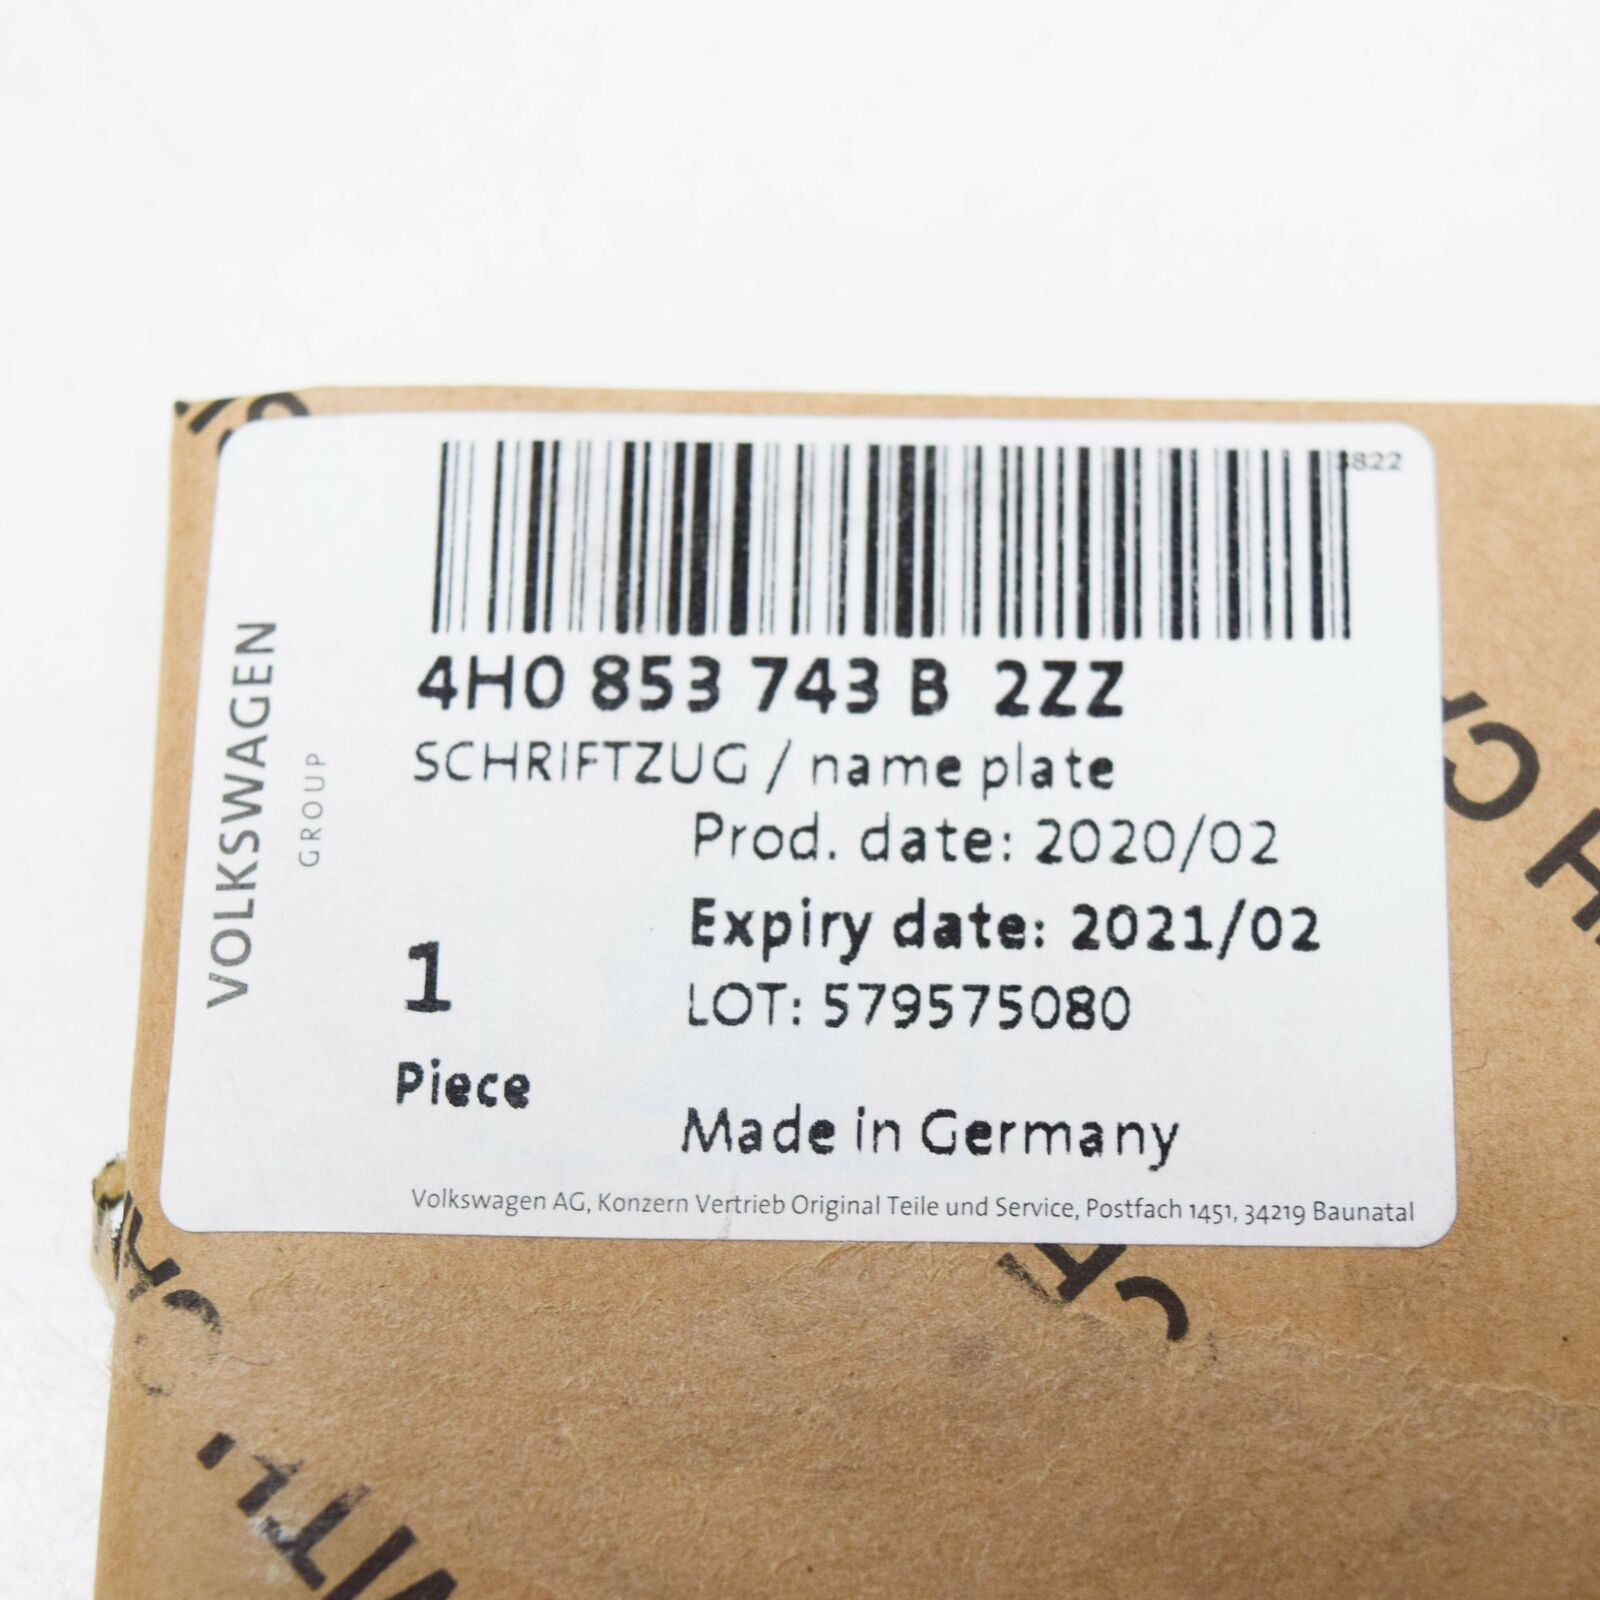 4H0 853 743 B 2ZZ
SCHRIFTZUG / name plate
Prod. date: 2020/02
Expiry date: 2021/02
LOT: 579575080
1
Piece
Made in Germany
Volkswagen AG, Konzern Vertrieb Original Teile und Service, Postfach 1451, 34219 Baunatal
VOLKSWAGEN
GROUP